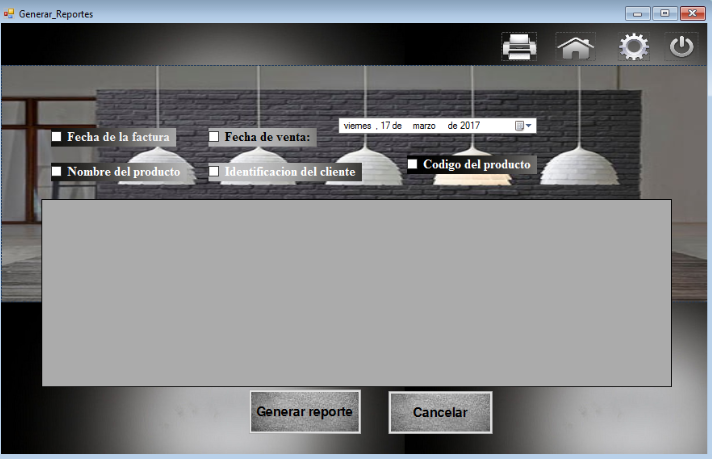 Generar_Reportes
Fecha de la factura
Fecha de venta:
viernes , 17 de marzo de 2017
Nombre del producto
Identificacion del cliente
Codigo del producto
Generar reporte
Cancelar